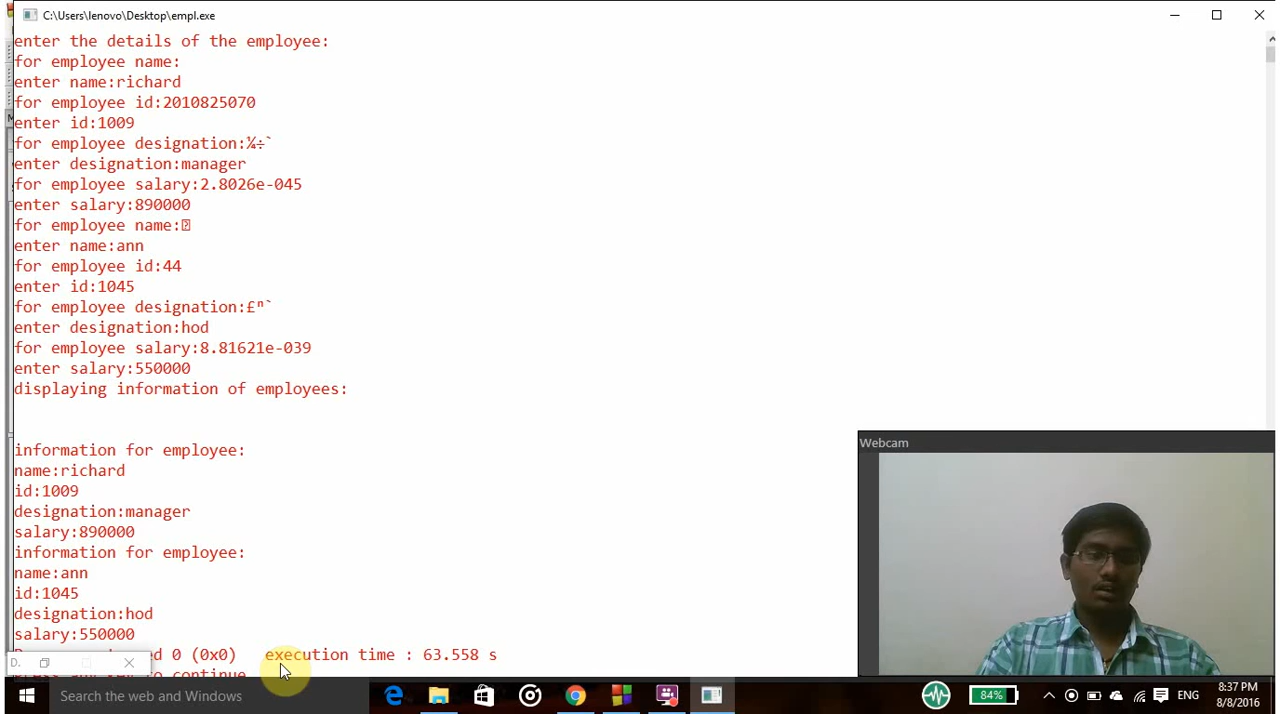 C:\Users\lenovo\Desktop\empl.exe
enter the details of the employee:
for employee name:
enter name:richard
for employee id:2010825070
enter id:1009
for employee designation:¼÷`
enter designation:manager
for employee salary:2.8026e-045
enter salary:890000
for employee name:
enter name:ann
for employee id:44
enter id:1045
for employee designation:£ⁿ`
enter designation:hod
for employee salary:8.81621e-039
enter salary:550000
displaying information of employees:
information for employee:
name:richard
id:1009
designation:manager
salary:890000
information for employee:
name:ann
id:1045
designation:hod
salary:550000
0 (0x0)   execution time : 63.558 s
Webcam
D.
Search the web and Windows
84%
ENG
8:37 PM
8/8/2016